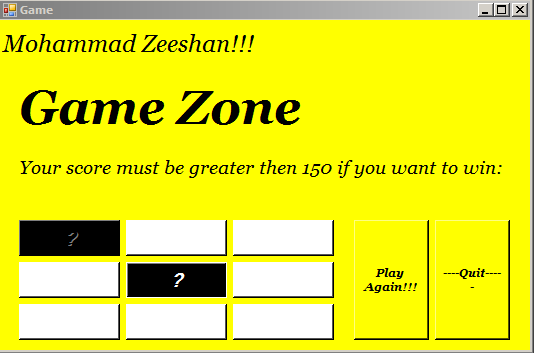 Game
Mohammad Zeeshan!!!
Game Zone
Your score must be greater then 150 if you want to win:
?
?
Play
Again!!!
----Quit----
-